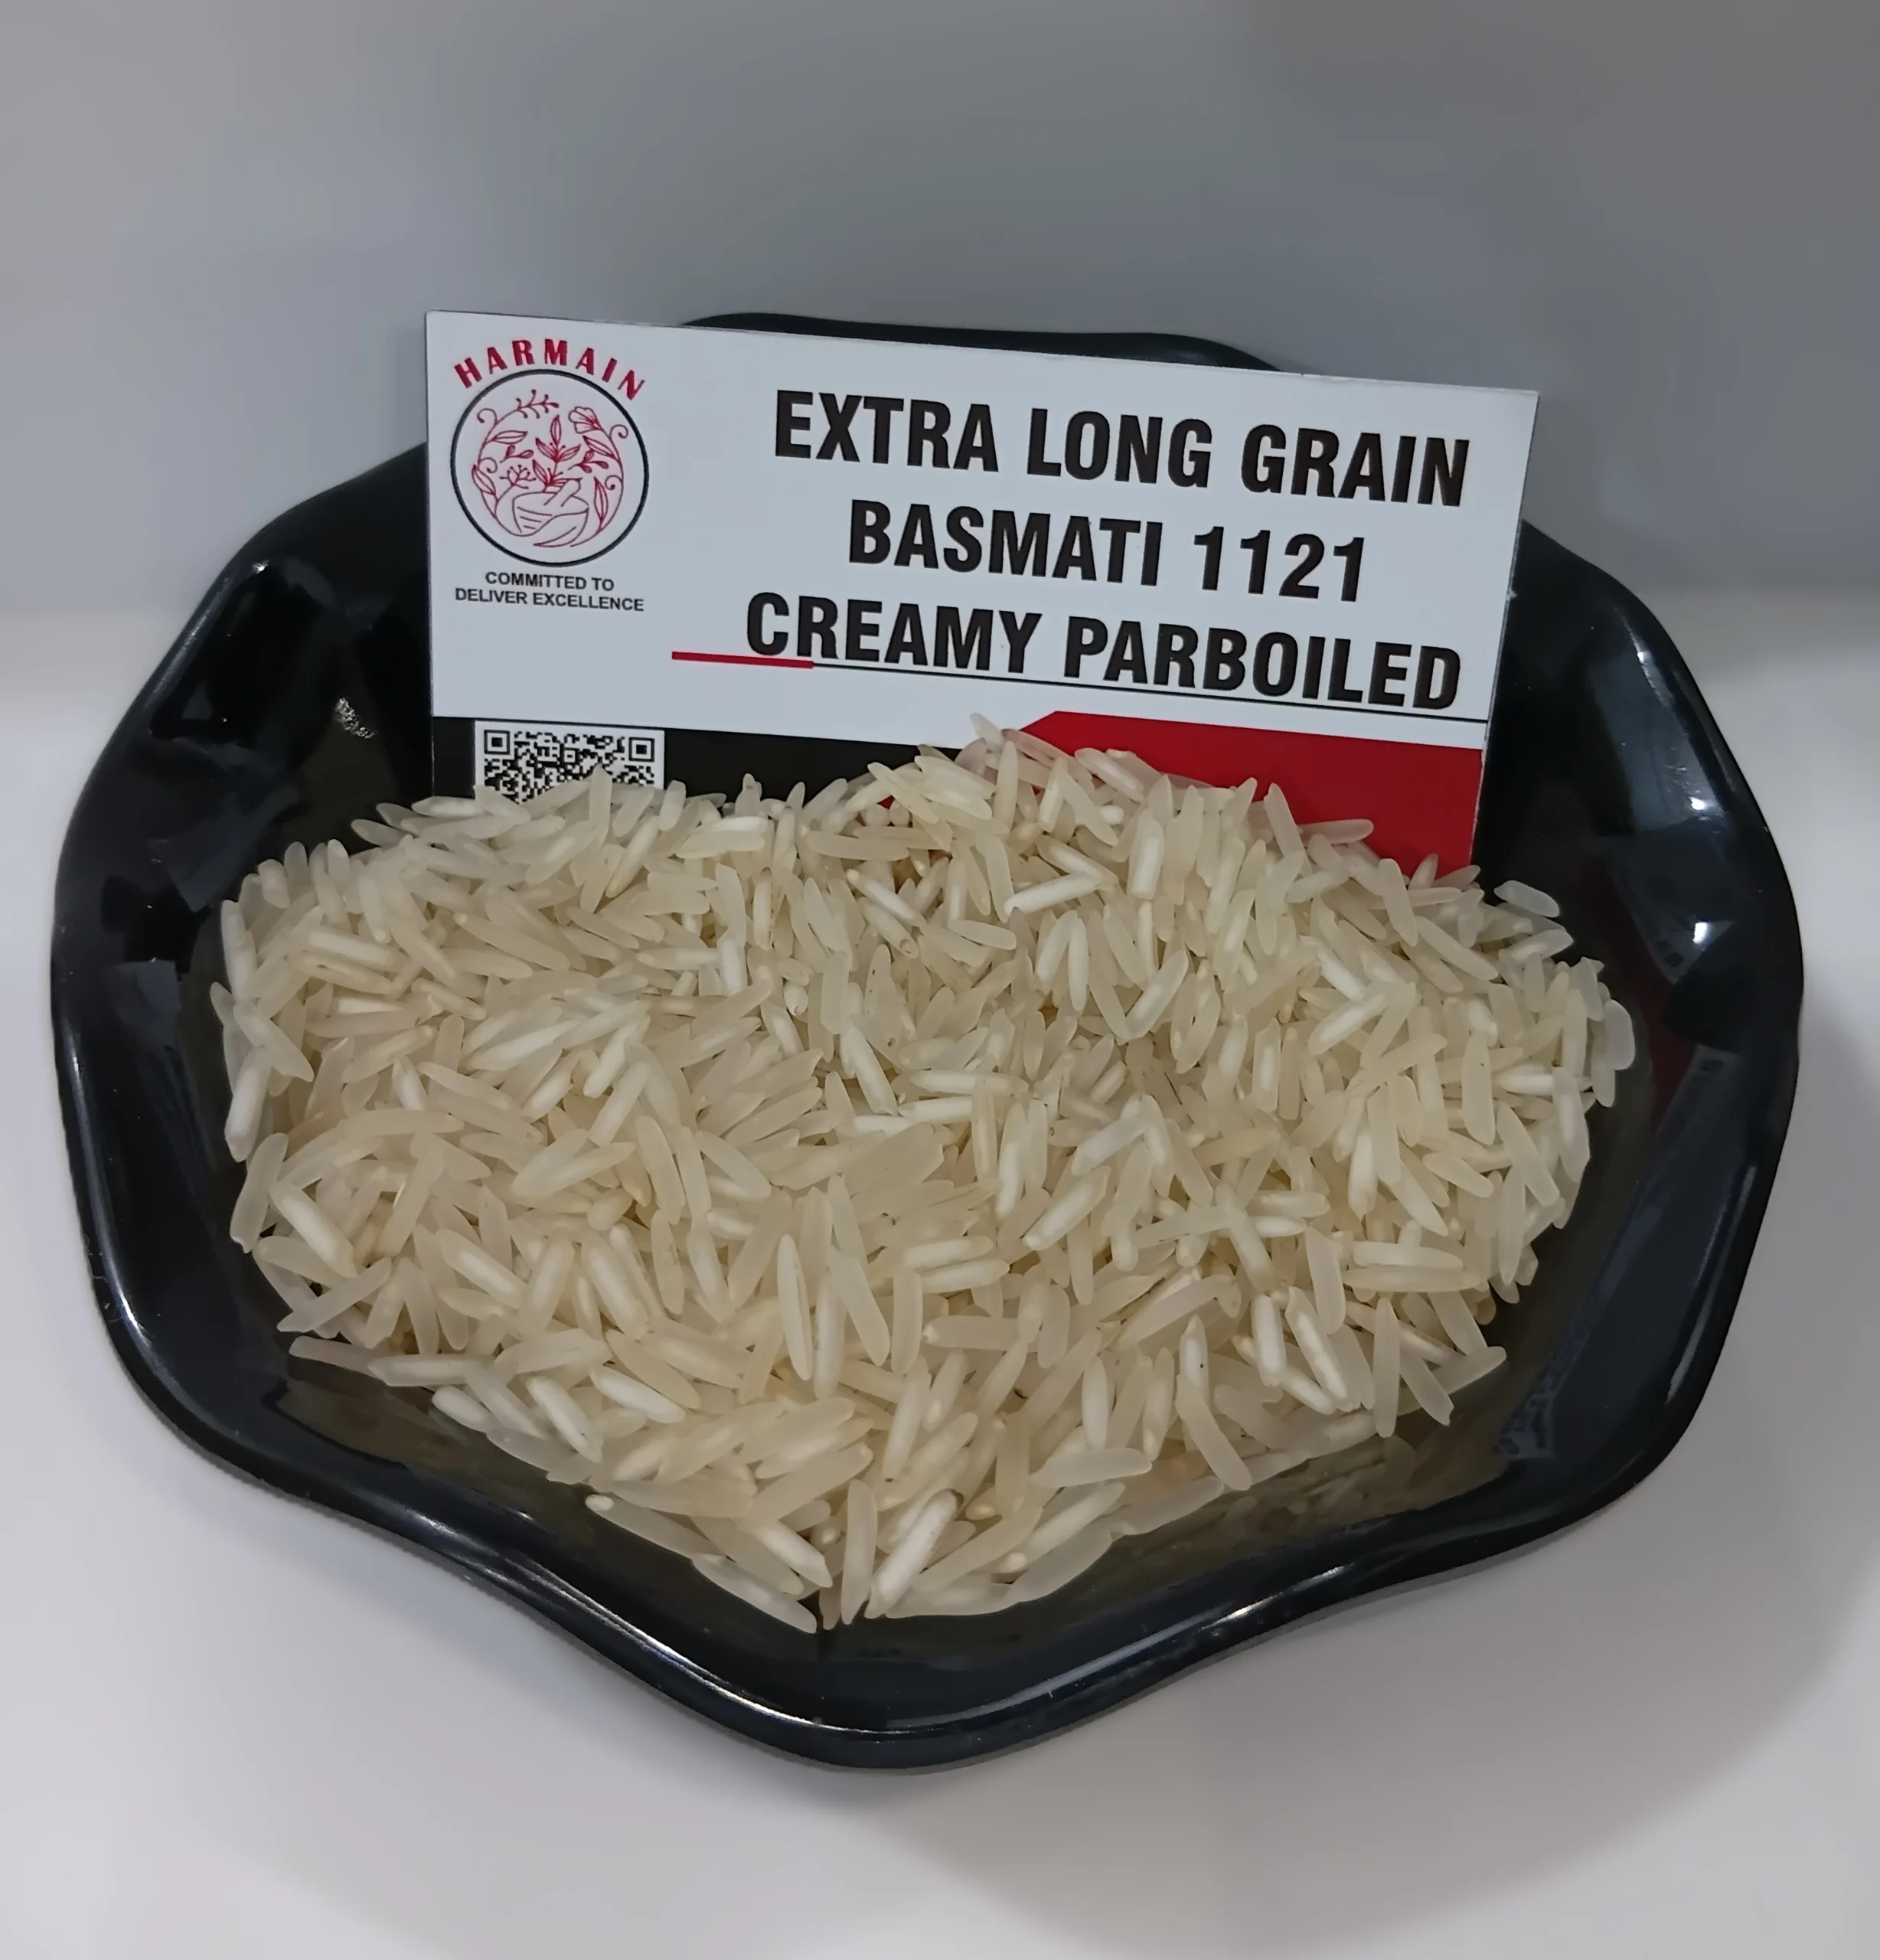 HARMAIN
COMMITTED TO
DELIVER EXCELLENCE
EXTRA LONG GRAIN
BASMATI 1121
CREAMY PARBOILED